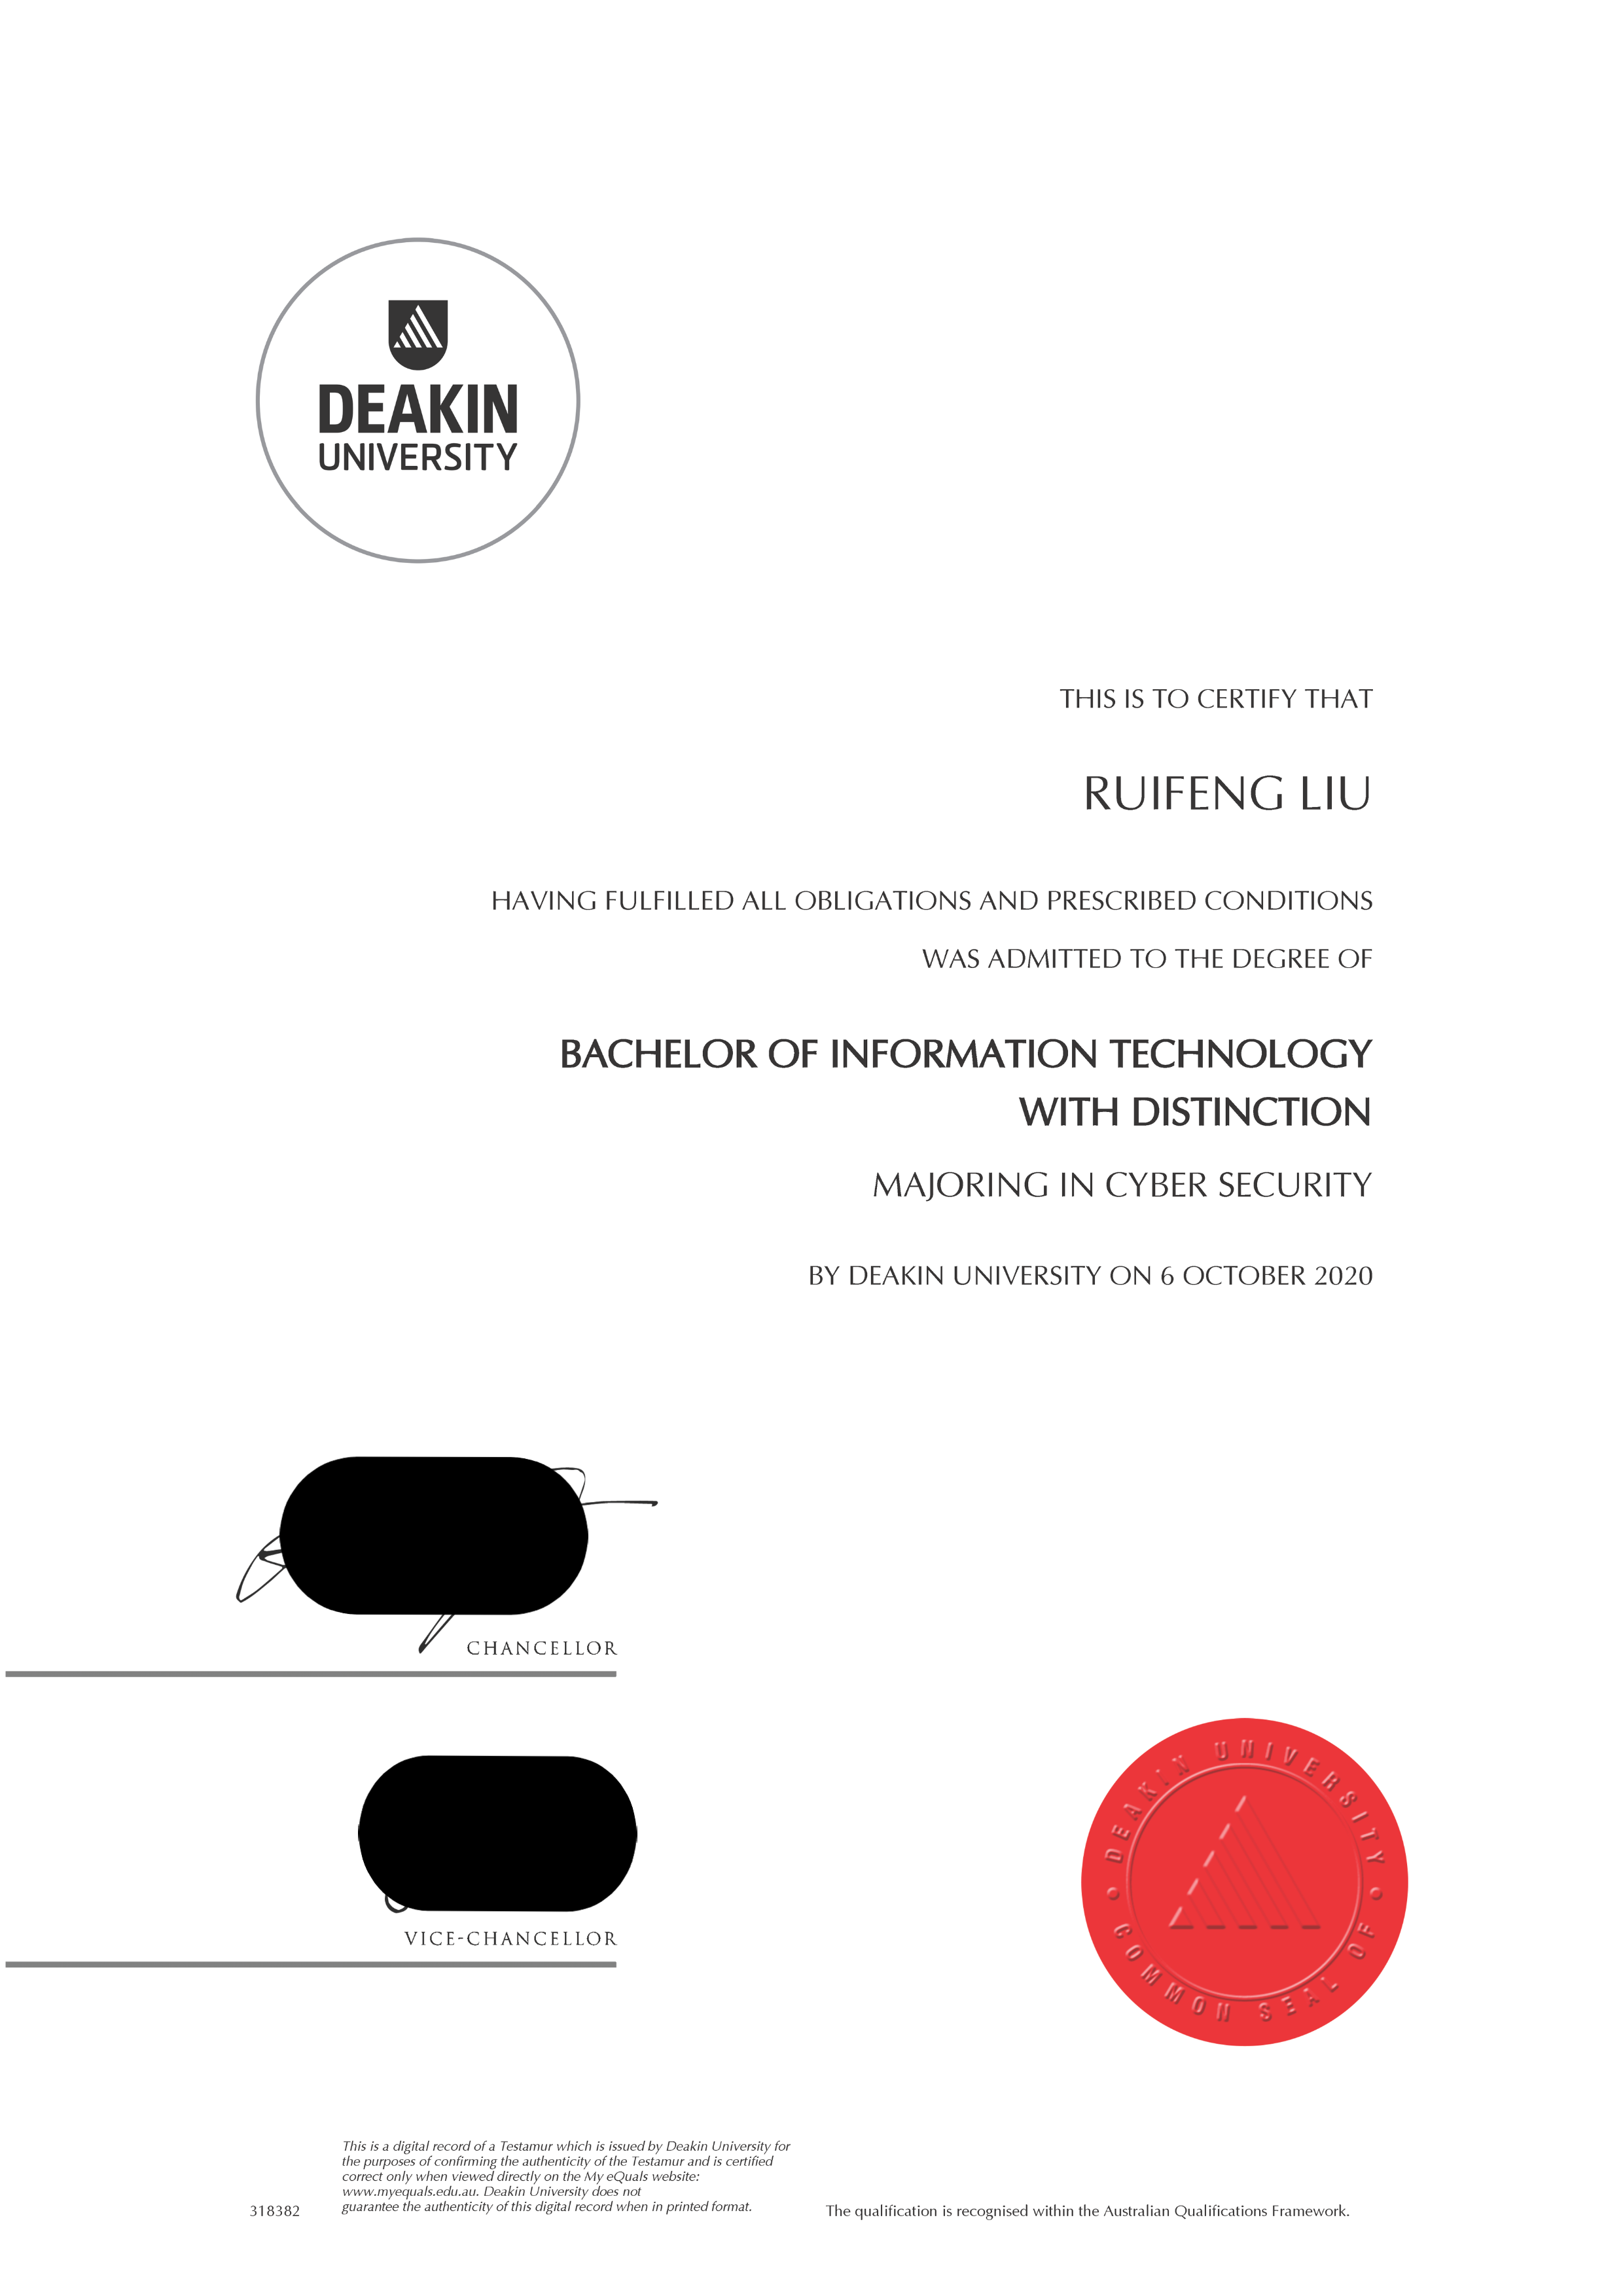 DEAKIN
UNIVERSITY
THIS IS TO CERTIFY THAT
RUIFENG LIU
HAVING FULFILLED ALL OBLIGATIONS AND PRESCRIBED CONDITIONS
WAS ADMITTED TO THE DEGREE OF
BACHELOR OF INFORMATION TECHNOLOGY
WITH DISTINCTION
MAJORING IN CYBER SECURITY
BY DEAKIN UNIVERSITY ON 6 OCTOBER 2020
CHANCELLOR
VICE-CHANCELLOR
DEAKIN UNIVERSITY
COMMON SEAL OF
This is a digital record of a Testamur which is issued by Deakin University for
the purposes of confirming the authenticity of the Testamur and is certified
correct only when viewed directly on the My eQuals website:
www.myequals.edu.au. Deakin University does not
guarantee the authenticity of this digital record when in printed format.
318382
The qualification is recognised within the Australian Qualifications Framework.